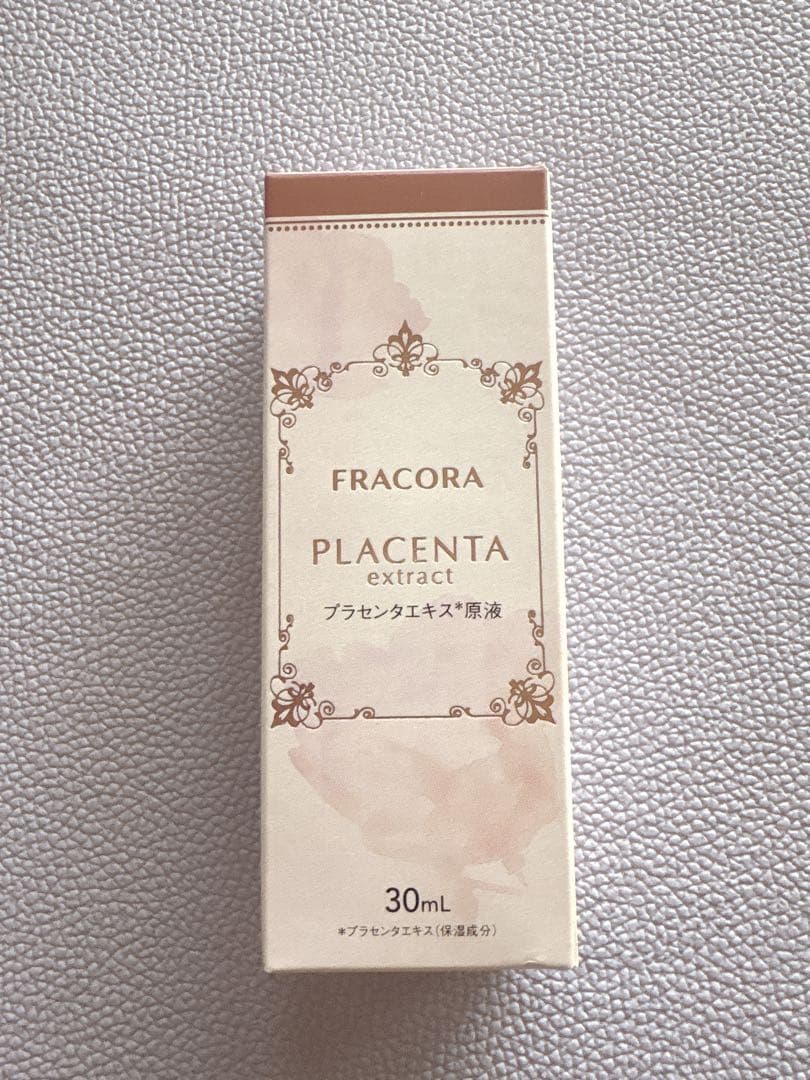 FRACORA
PLACENTA
extract
プラセンタエキス*原液
30mL
*プラセンタエキス(保湿成分)